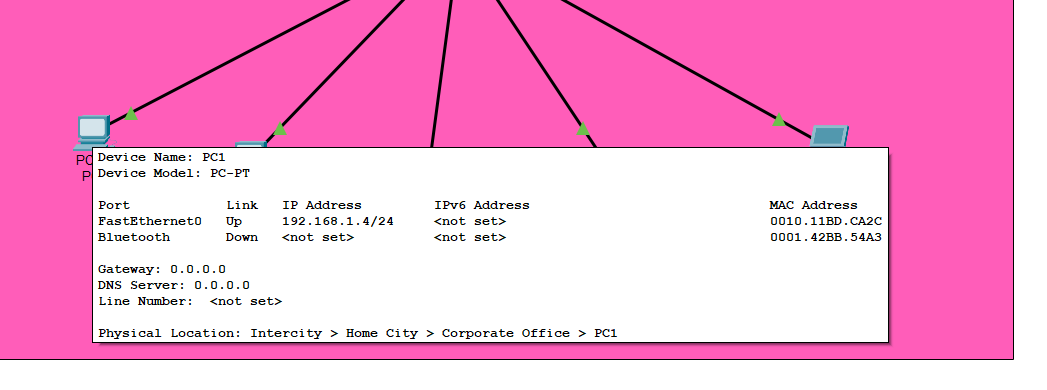 PC
P
Device Name: PC1
Device Model: PC-PT
Port Link IP Address IPv6 Address MAC Address
FastEthernet0 Up 192.168.1.4/24 <not set> 0010.11BD.CA2C
Bluetooth Down <not set> <not set> 0001.42BB.54A3
Gateway: 0.0.0.0
DNS Server: 0.0.0.0
Line Number: <not set>
Physical Location: Intercity > Home City > Corporate Office > PC1